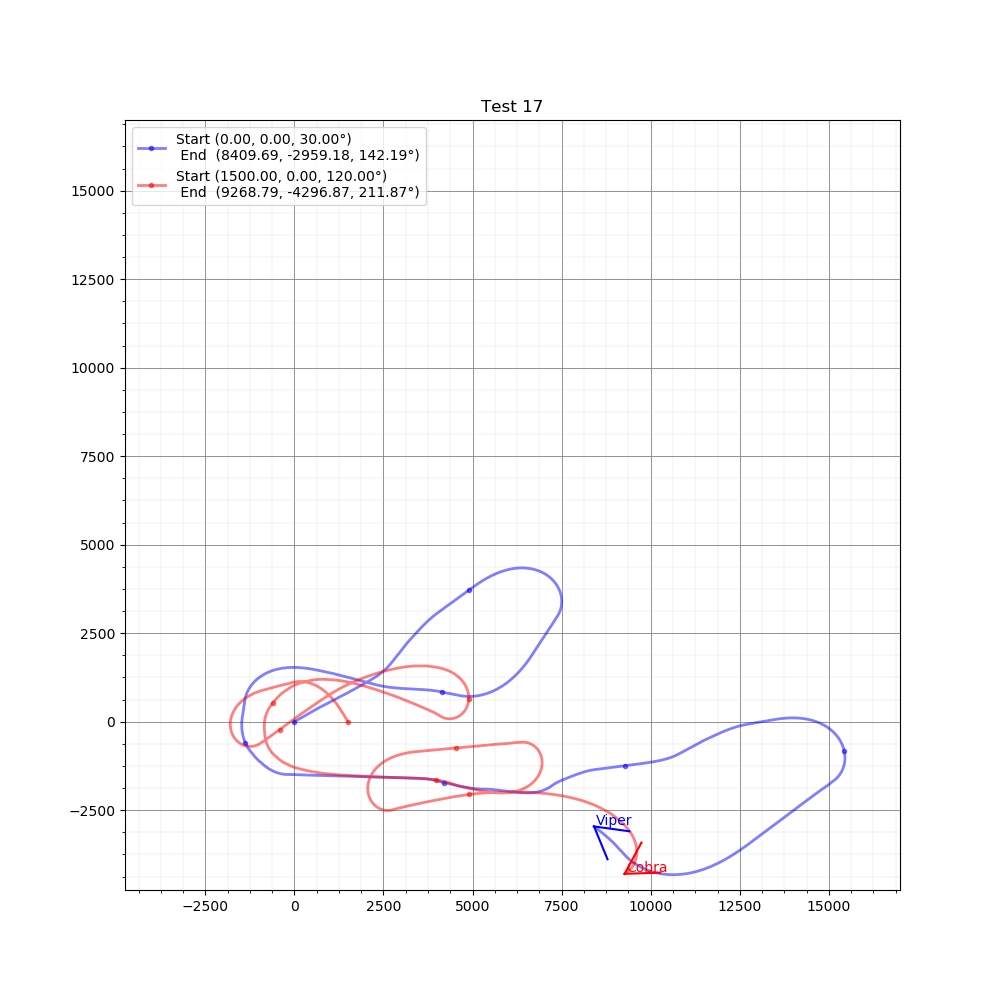 Test 17
Start (0.00, 0.00, 30.00°)
End  (8409.69, -2959.18, 142.19°)
Start (1500.00, 0.00, 120.00°)
End  (9268.79, -4296.87, 211.87°)
15000
12500
10000
7500
5000
2500
0
−2500
Viper
Cobra
−2500 0 2500 5000 7500 10000 12500 15000